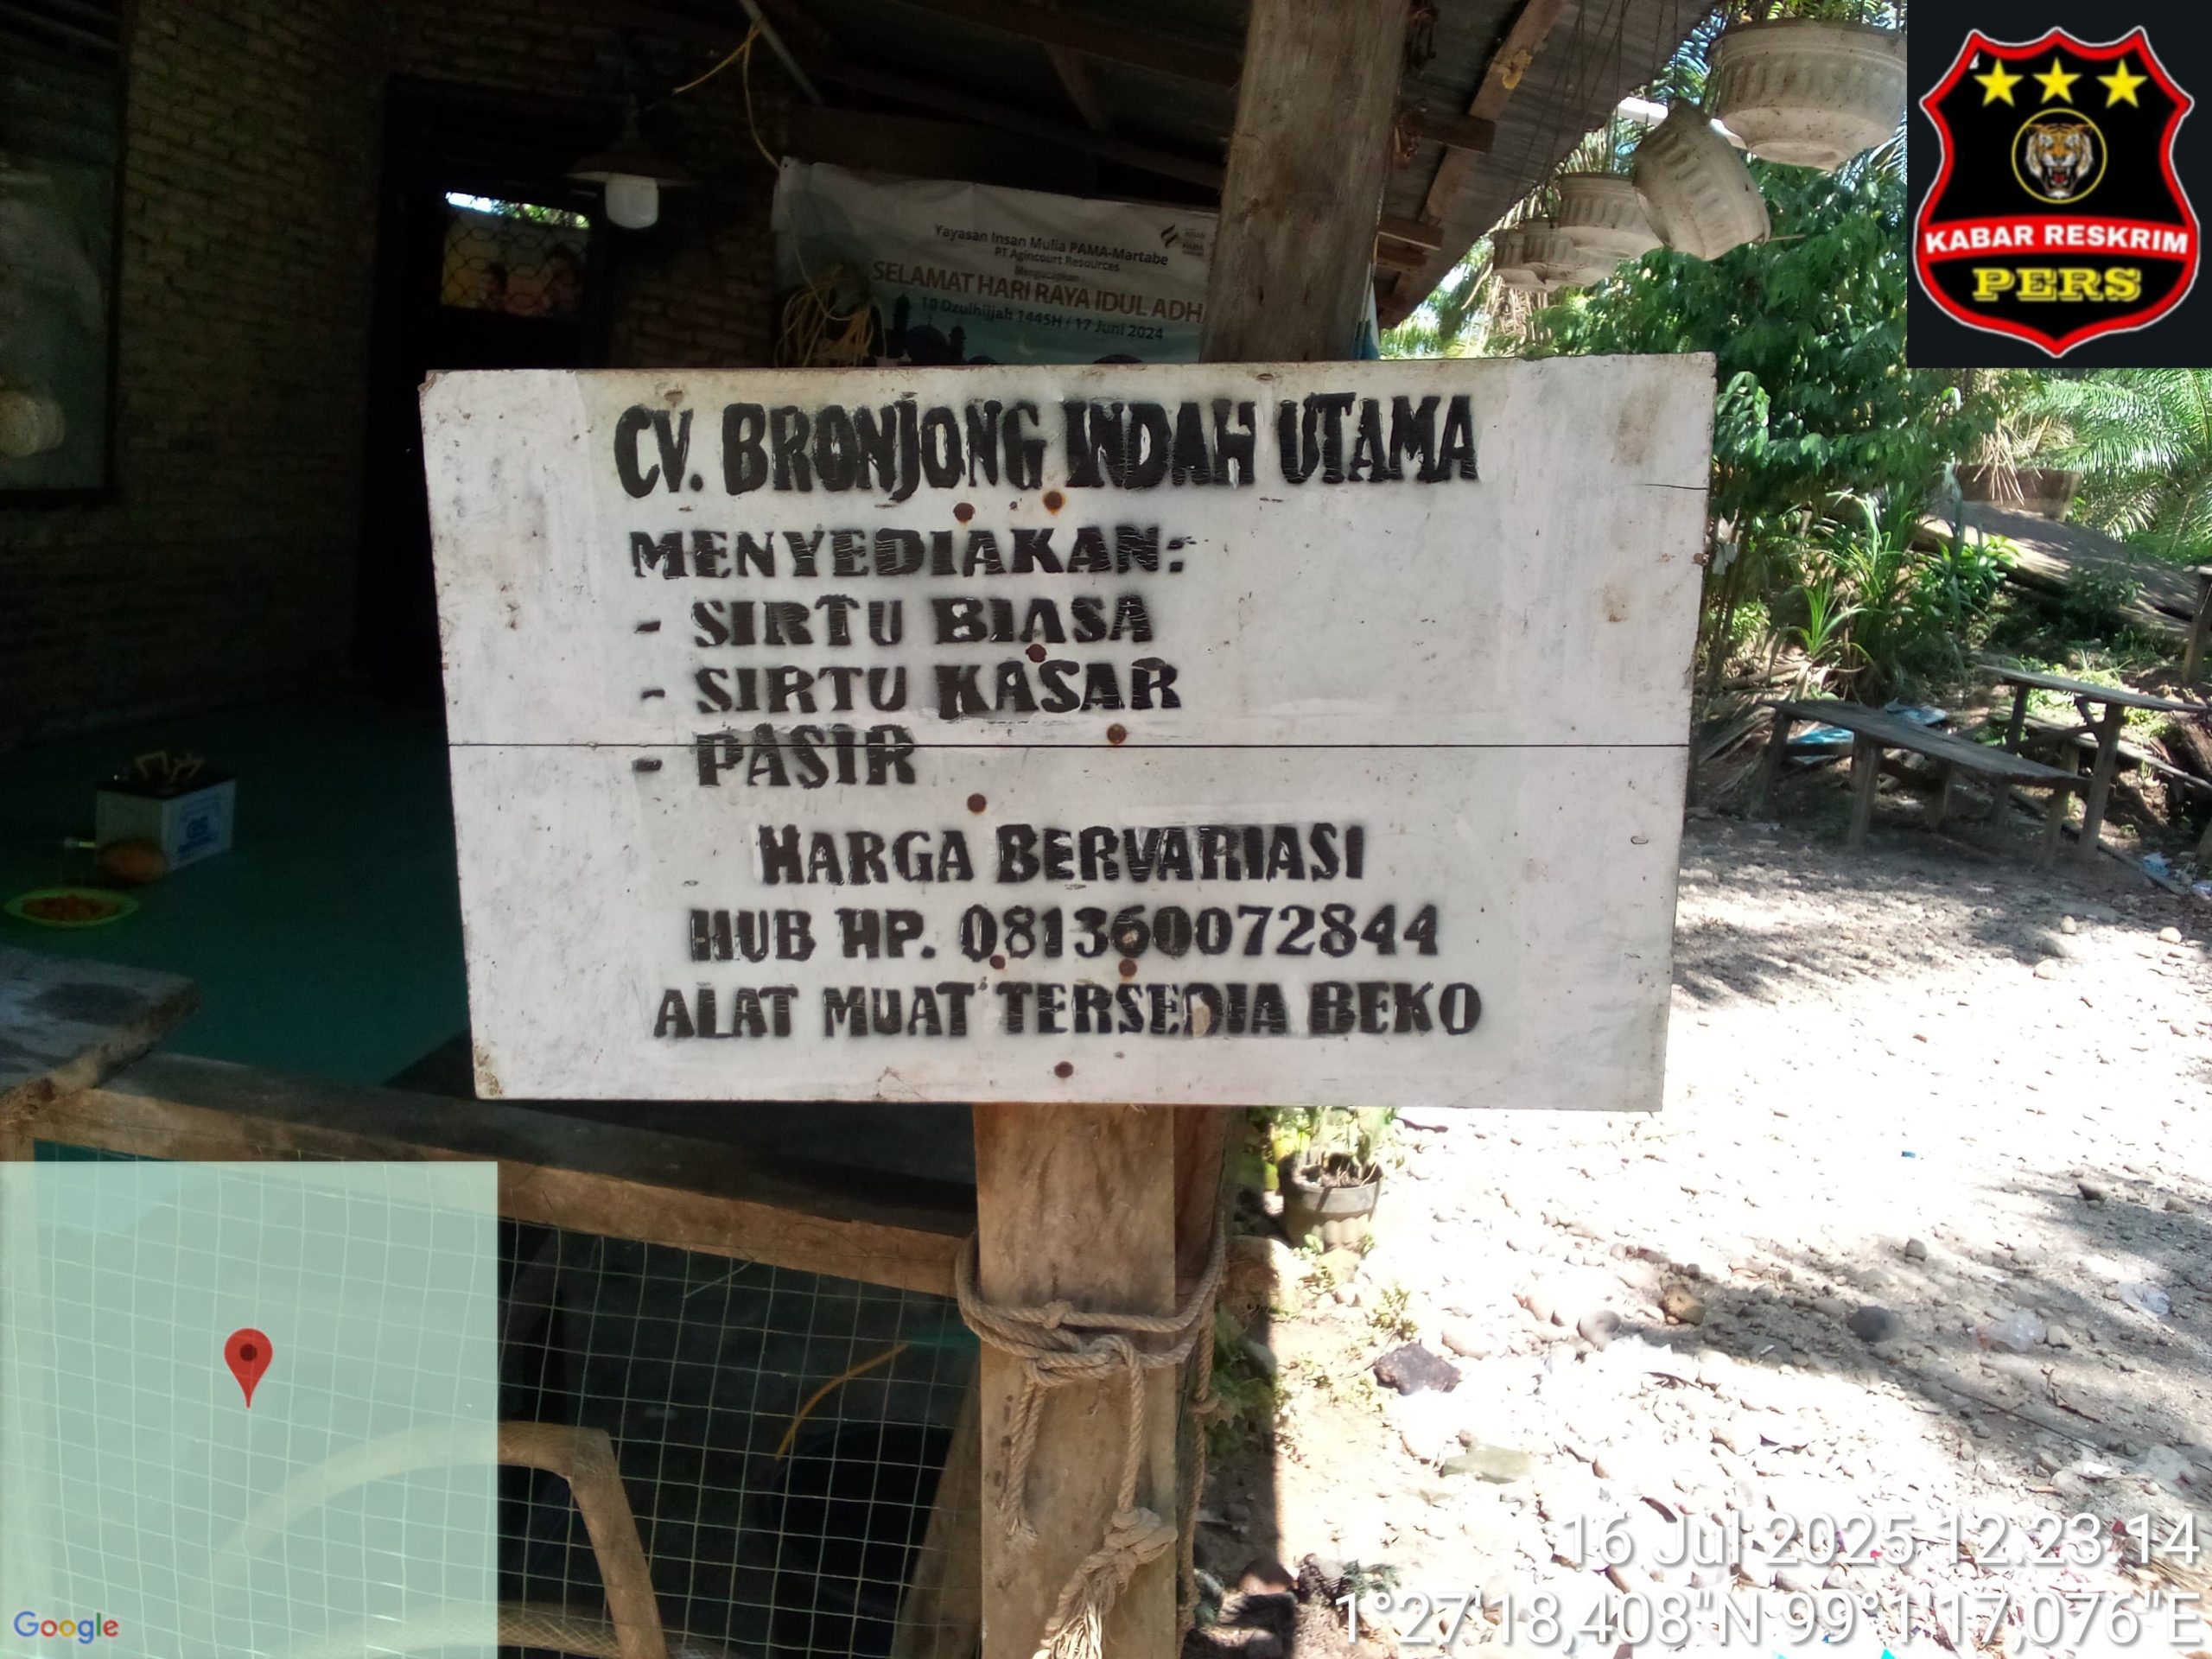 KABAR RESKRIM
PERS
Yayasan Insan Mulia PAMA-Martabe
PT Agincourt Resources
Mengucapkan
SELAMAT HARI RAYA IDUL ADH
10 Dzulhijjah 1445H / 17 Juni 2024
CV. BRONJONG INDAH UTAMA
MENYEDIAKAN:
- SIRTU BIASA
- SIRTU KASAR
- PASIR
HARGA BERVARIASI
HUB HP. 081360072844
ALAT MUAT TERSEDIA BEKO
Google
16 Jul 2025 12.23.14
1°27'18,408"N 99°1'17,076"E